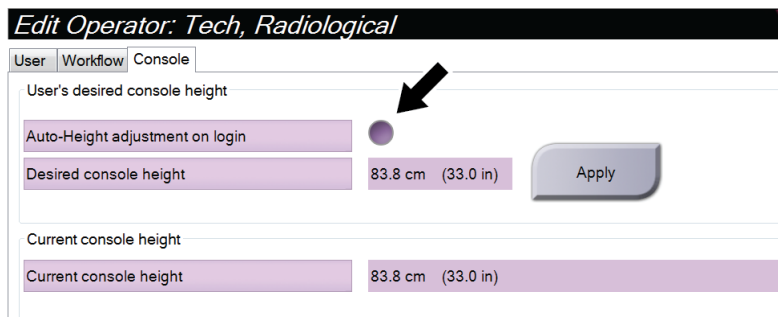 Edit Operator: Tech, Radiological
User Workflow Console
User's desired console height
Auto-Height adjustment on login
Desired console height 83.8 cm (33.0 in) Apply
Current console height
Current console height 83.8 cm (33.0 in)